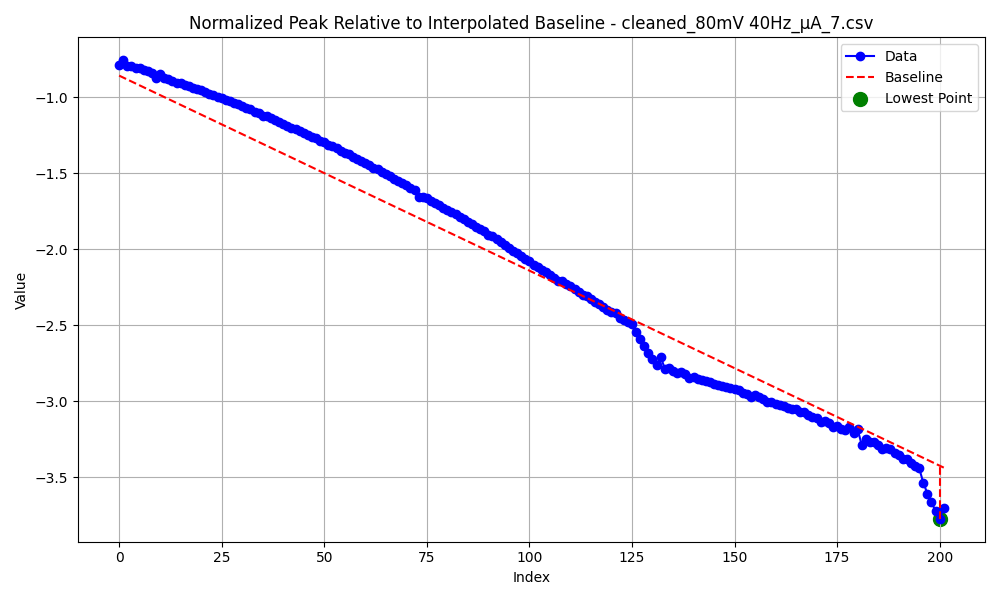 Normalized Peak Relative to Interpolated Baseline - cleaned_80mV 40Hz_μA_7.csv
Data
Baseline
Lowest Point
−1.0
−1.5
−2.0
−2.5
−3.0
−3.5
Value
0 25 50 75 100 125 150 175 200
Index